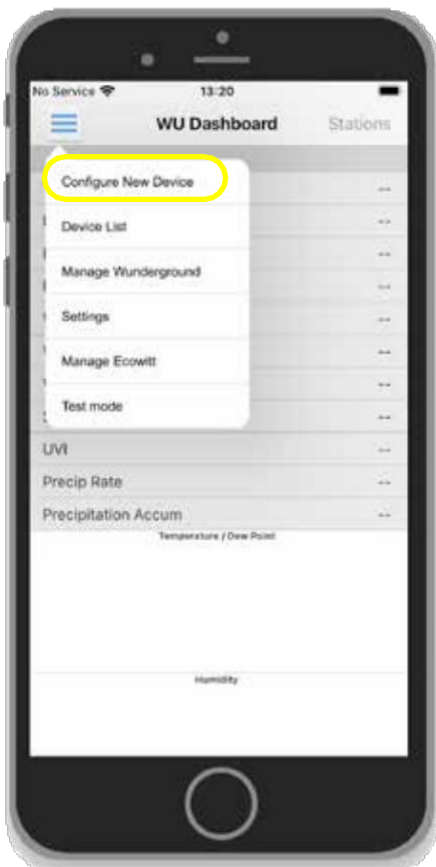 No Service 13:20
WU Dashboard Stations
Configure New Device
--
Device List
--
Manage Wunderground
--
--
Settings
--
Manage Ecowitt
--
--
Test mode
--
UVI --
Precip Rate --
Precipitation Accum --
Temperature / Dew Point
Humidity